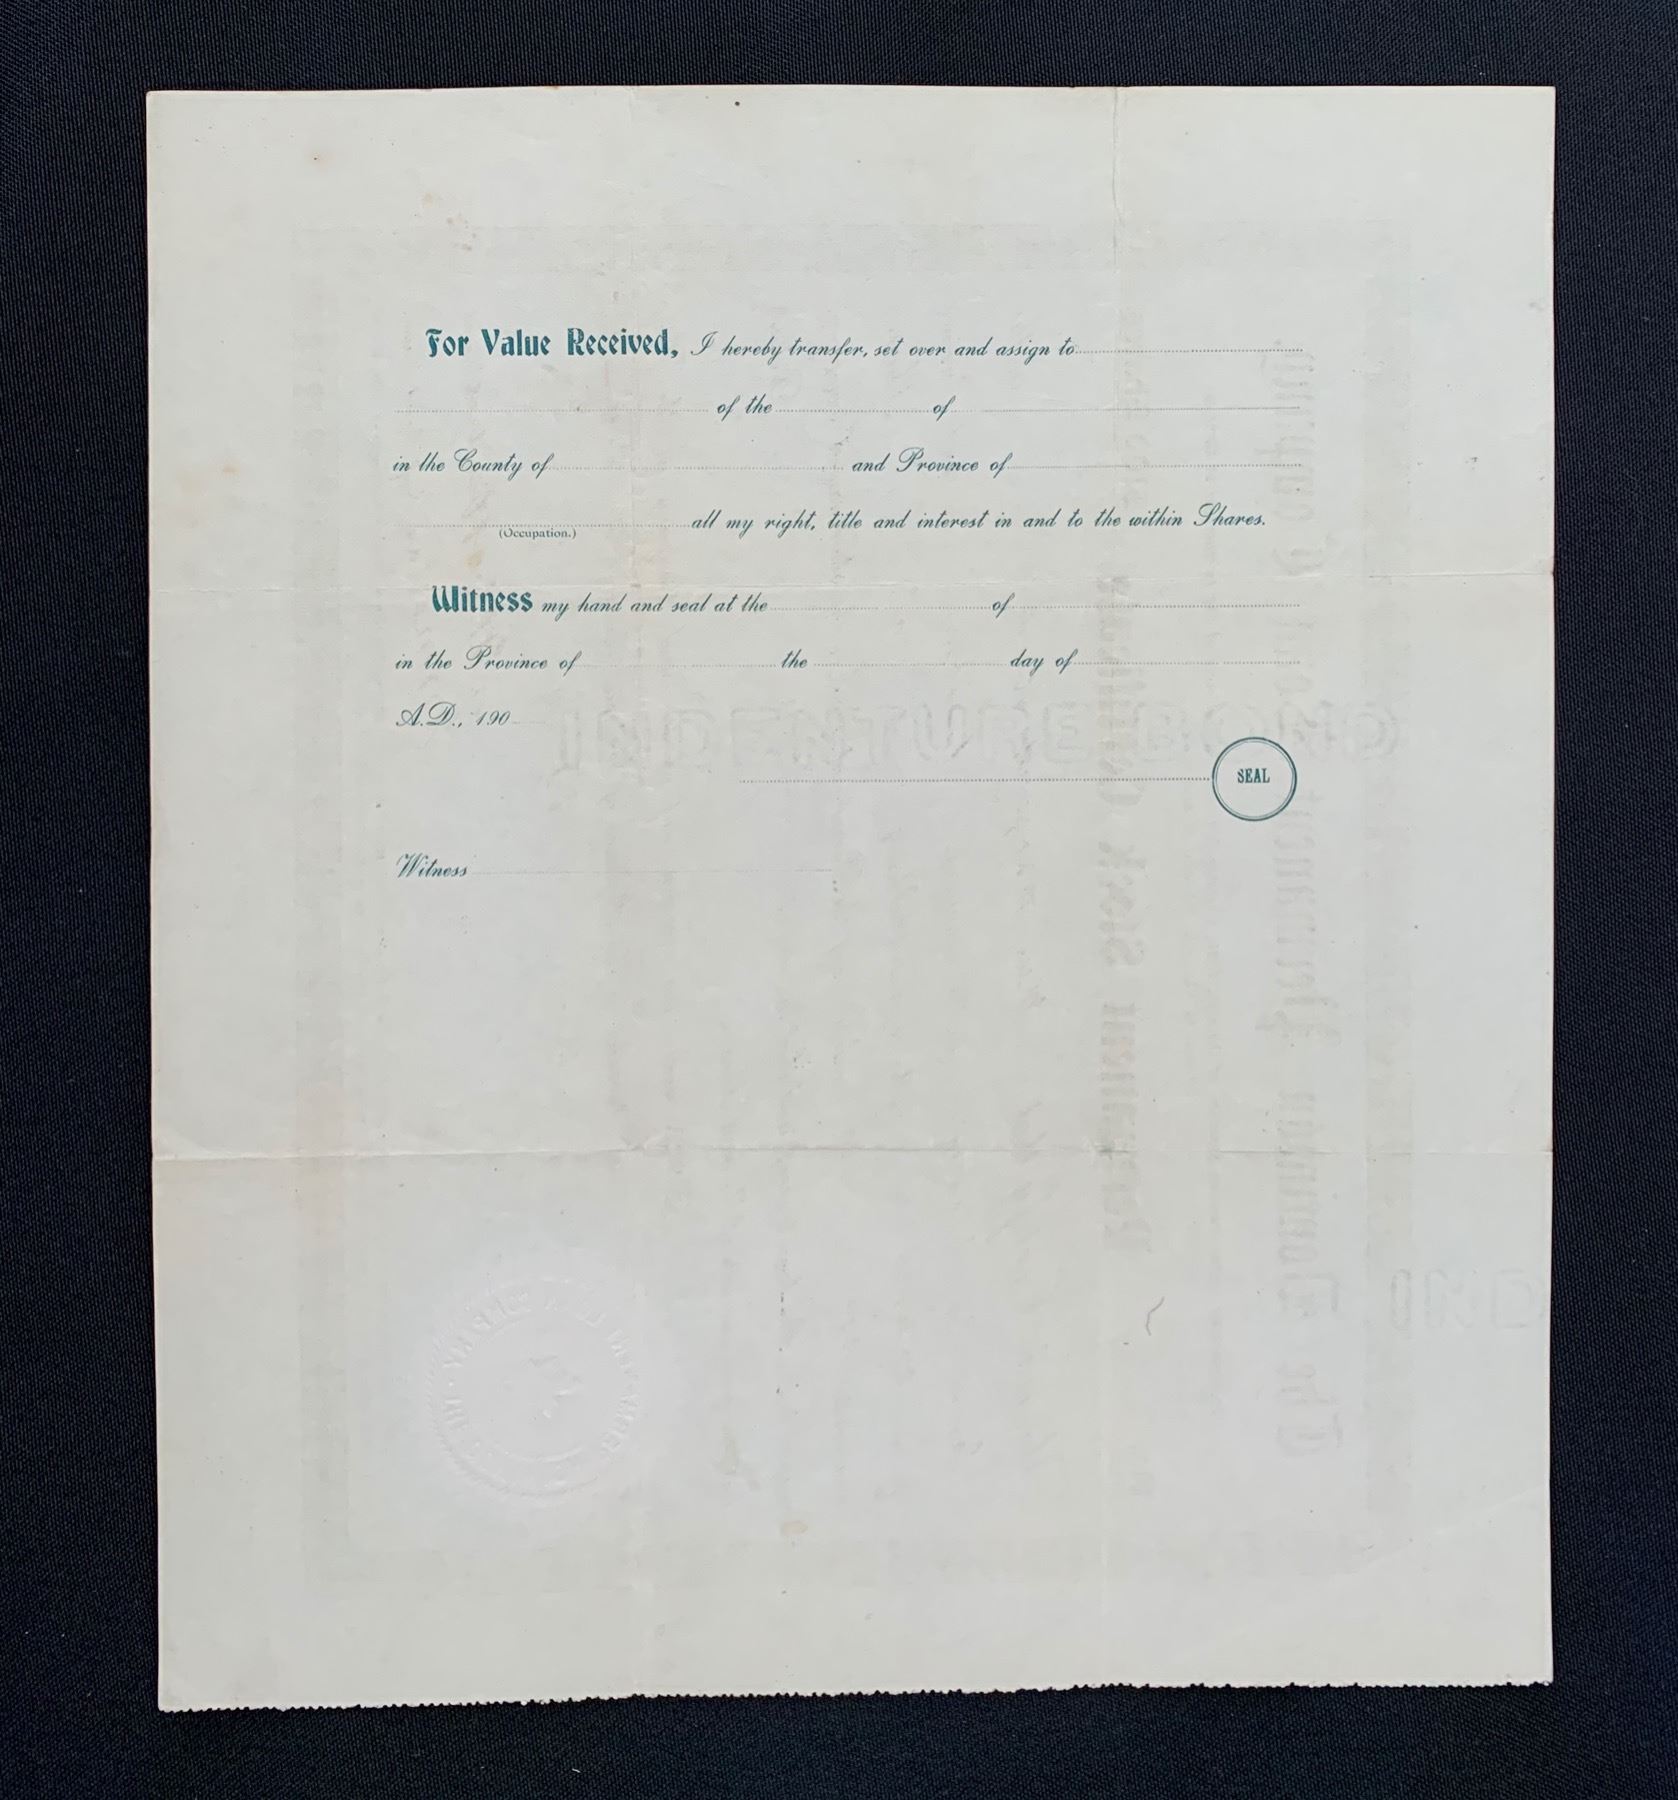 For Value Received, I hereby transfer, set over and assign to
of the of
in the County of and Province of
all my right, title and interest in and to the within Shares.
(Occupation.)
Witness my hand and seal at the of
in the Province of the day of
A.D., 190
INDENTURE BOND
SEAL
Witness